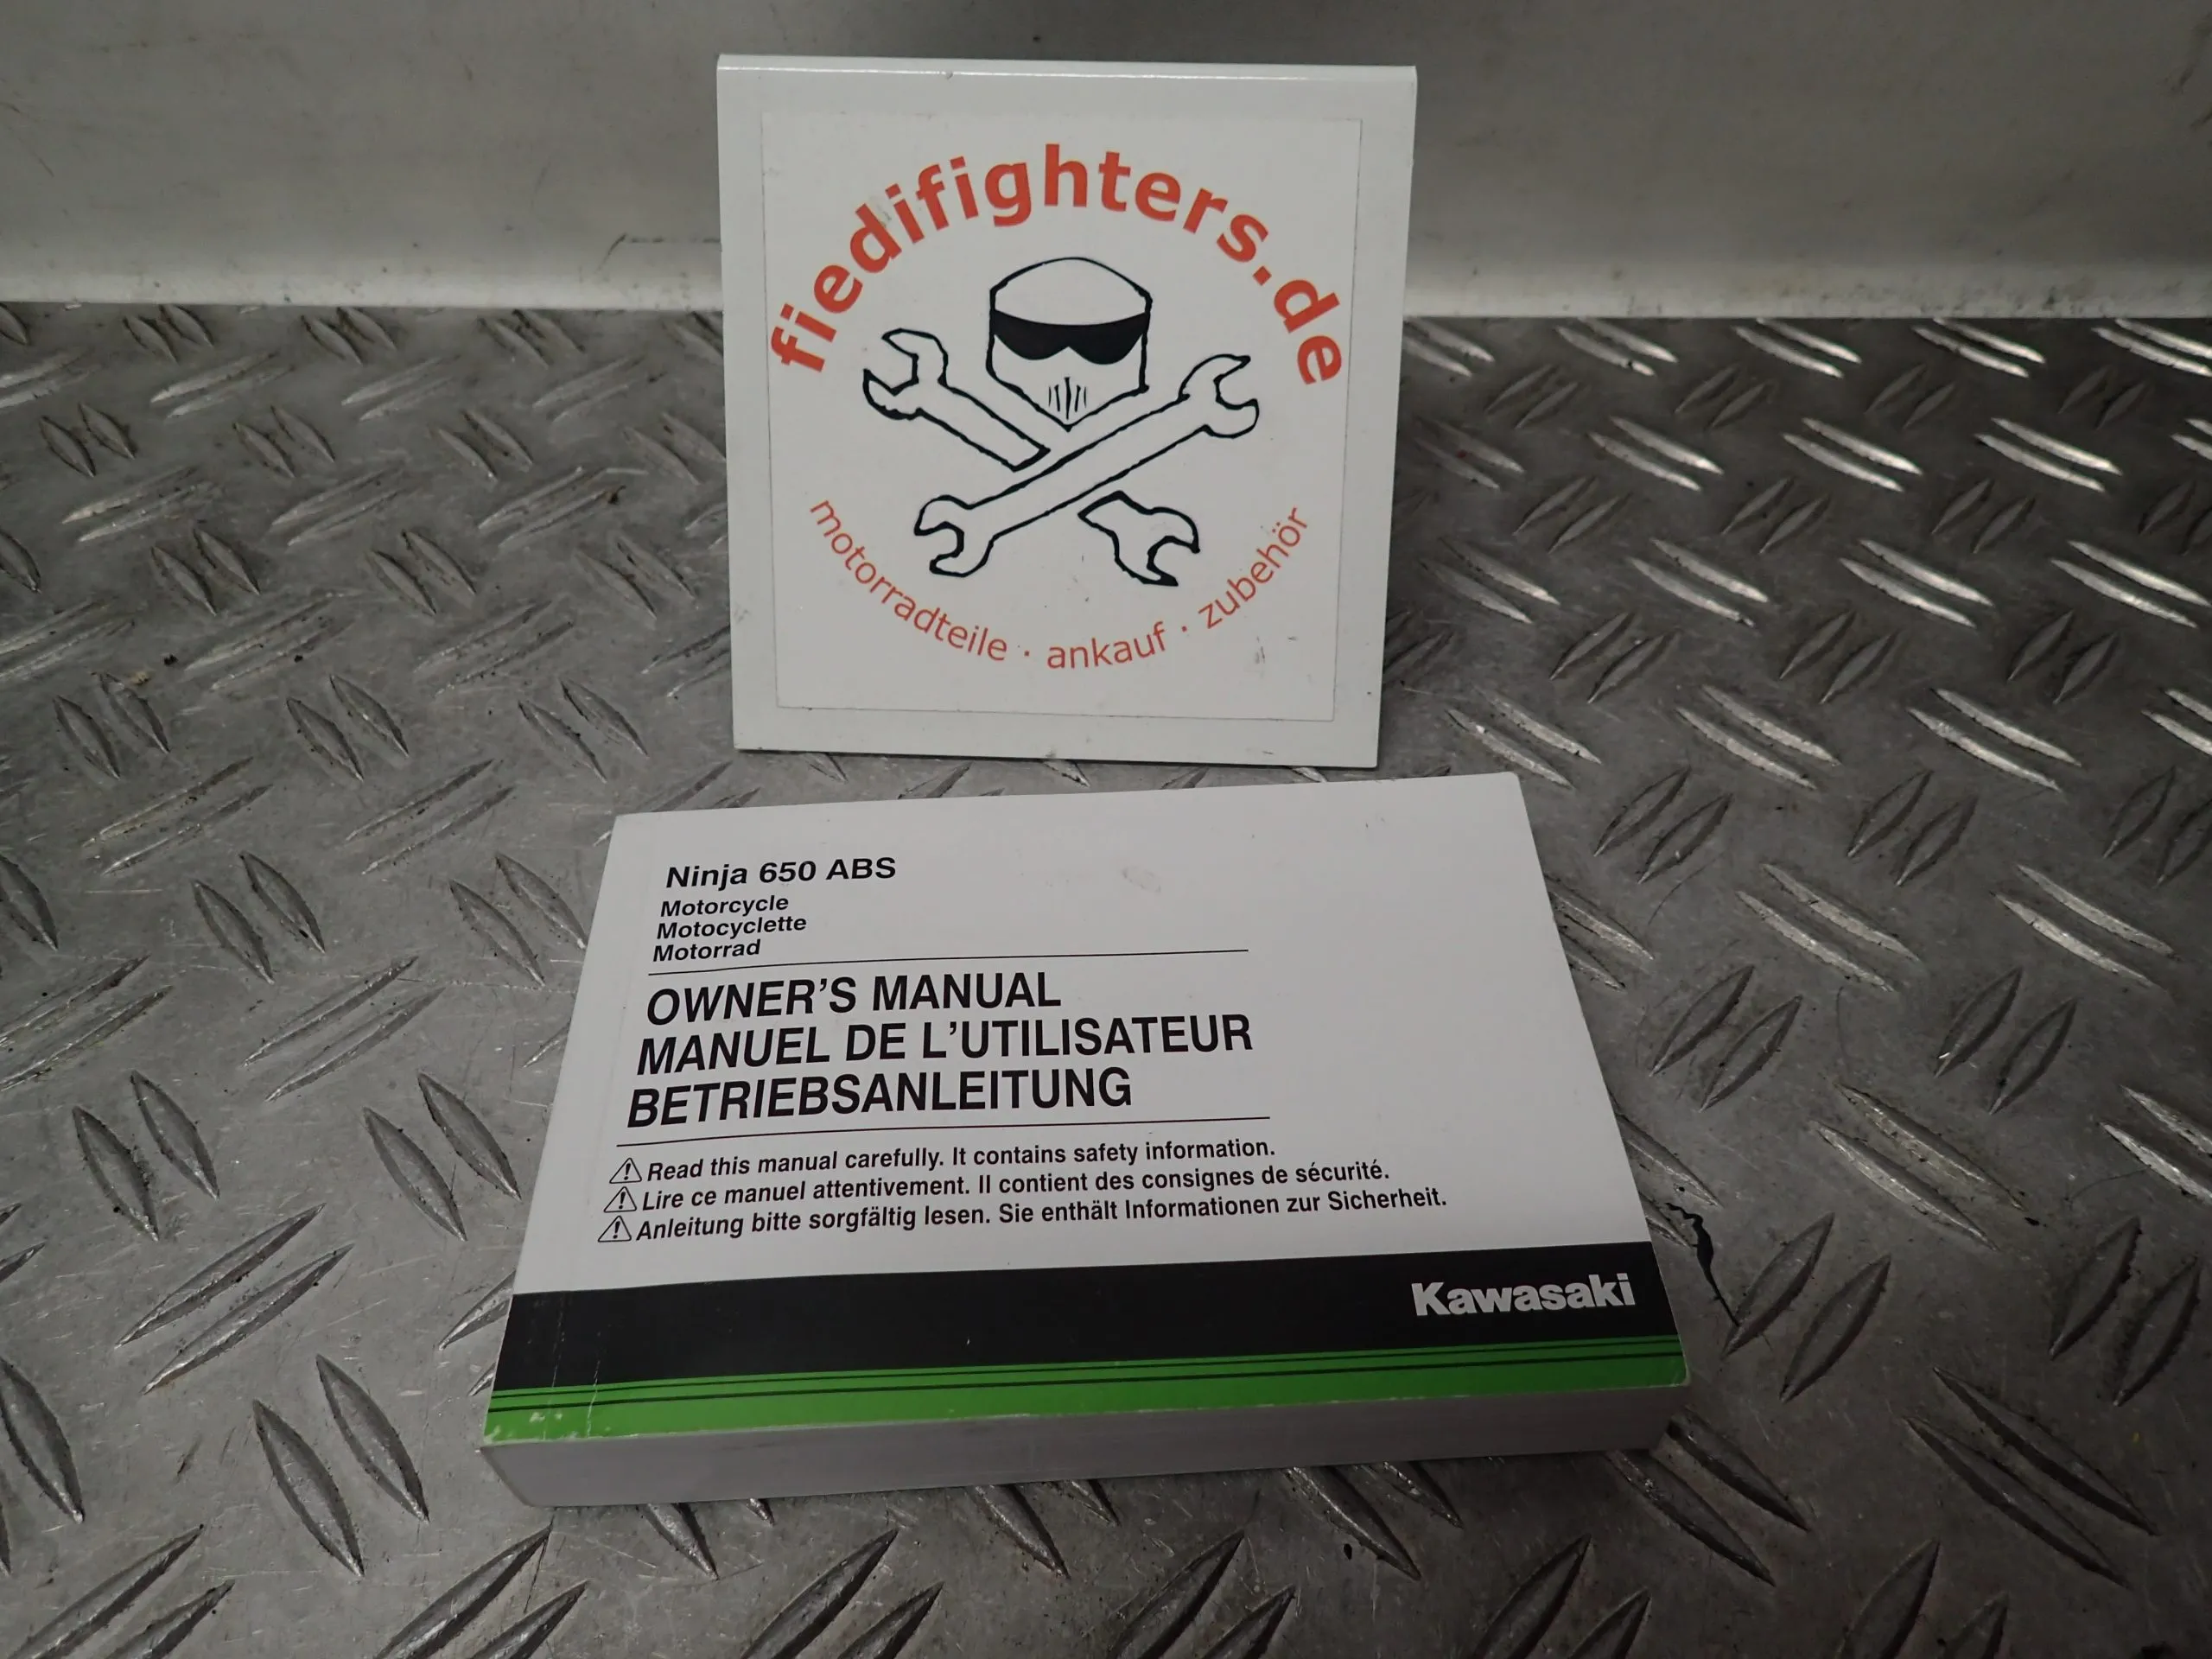 fiedifighters.de
motorradteile · ankauf · zubehör
Ninja 650 ABS
Motorcycle
Motocyclette
Motorrad
OWNER'S MANUAL
MANUEL DE L'UTILISATEUR
BETRIEBSANLEITUNG
Read this manual carefully. It contains safety information.
Lire ce manuel attentivement. Il contient des consignes de sécurité.
Anleitung bitte sorgfältig lesen. Sie enthält Informationen zur Sicherheit.
Kawasaki